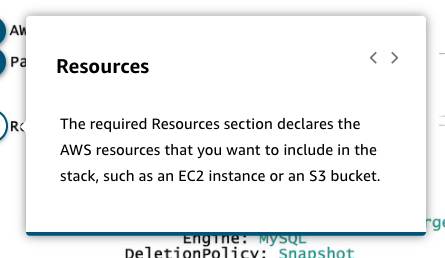 AW
Resources
Pa
The required Resources section declares the
R
AWS resources that you want to include in the
stack, such as an EC2 instance or an S3 bucket.
rge
Engine: MySQL
DeletionPolicy: Snapshot